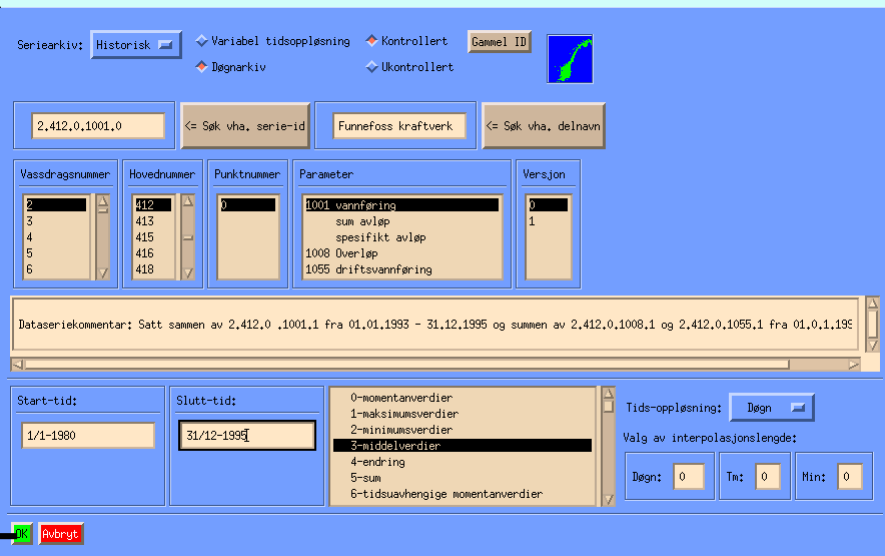 Seriearkiv: Historisk Variabel tidsoppløsning Kontrollert Gammel ID
Døgnarkiv Ukontrollert
2.412.0.1001.0 <= Søk vha. serie-id Funnefoss kraftverk <= Søk vha. delnavn
Vassdragsnummer Hovednummer Punktnummer Parameter Versjon
2 412 0 1001 vannføring 0
3 413 sum avløp 1
4 415 spesifikt avløp
5 416 1008 Overløp
6 418 1055 driftsvannføring
Dataseriekommentar: Satt sammen av 2.412.0 .1001.1 fra 01.01.1993 - 31.12.1995 og summen av 2.412.0.1008.1 og 2.412.0.1055.1 fra 01.0.1.199
Start-tid: Slutt-tid:
1/1-1980 31/12-1995
0-momentanverdier
1-maksimumsverdier
2-minimumsverdier
3-middelverdier
4-endring
5-sum
6-tidsuavhengige momentanverdier
Tids-oppløsning: Døgn
Valg av interpolasjonslengde:
Døgn: 0 Tm: 0 Min: 0
OK Avbryt